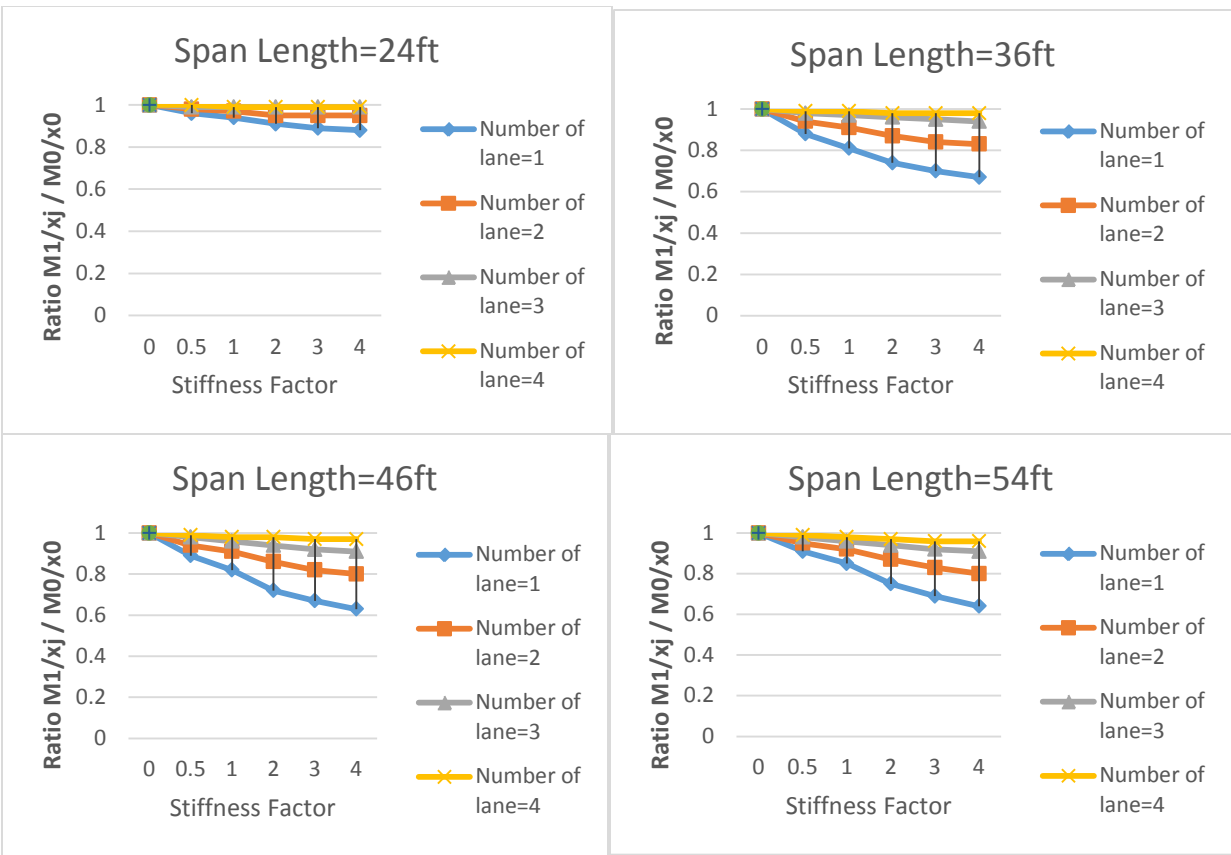 Span Length=24ft
Ratio M1/xj / M0/x0
1
0.8
0.6
0.4
0.2
0
0 0.5 1 2 3 4
Stiffness Factor
Number of
lane=1
Number of
lane=2
Number of
lane=3
Number of
lane=4
Span Length=36ft
Ratio M1/xj / M0/x0
1
0.8
0.6
0.4
0.2
0
0 0.5 1 2 3 4
Stiffness Factor
Number of
lane=1
Number of
lane=2
Number of
lane=3
Number of
lane=4
Span Length=46ft
Ratio M1/xj / M0/x0
1
0.8
0.6
0.4
0.2
0
0 0.5 1 2 3 4
Stiffness Factor
Number of
lane=1
Number of
lane=2
Number of
lane=3
Number of
lane=4
Span Length=54ft
Ratio M1/xj / M0/x0
1
0.8
0.6
0.4
0.2
0
0 0.5 1 2 3 4
Stiffness Factor
Number of
lane=1
Number of
lane=2
Number of
lane=3
Number of
lane=4